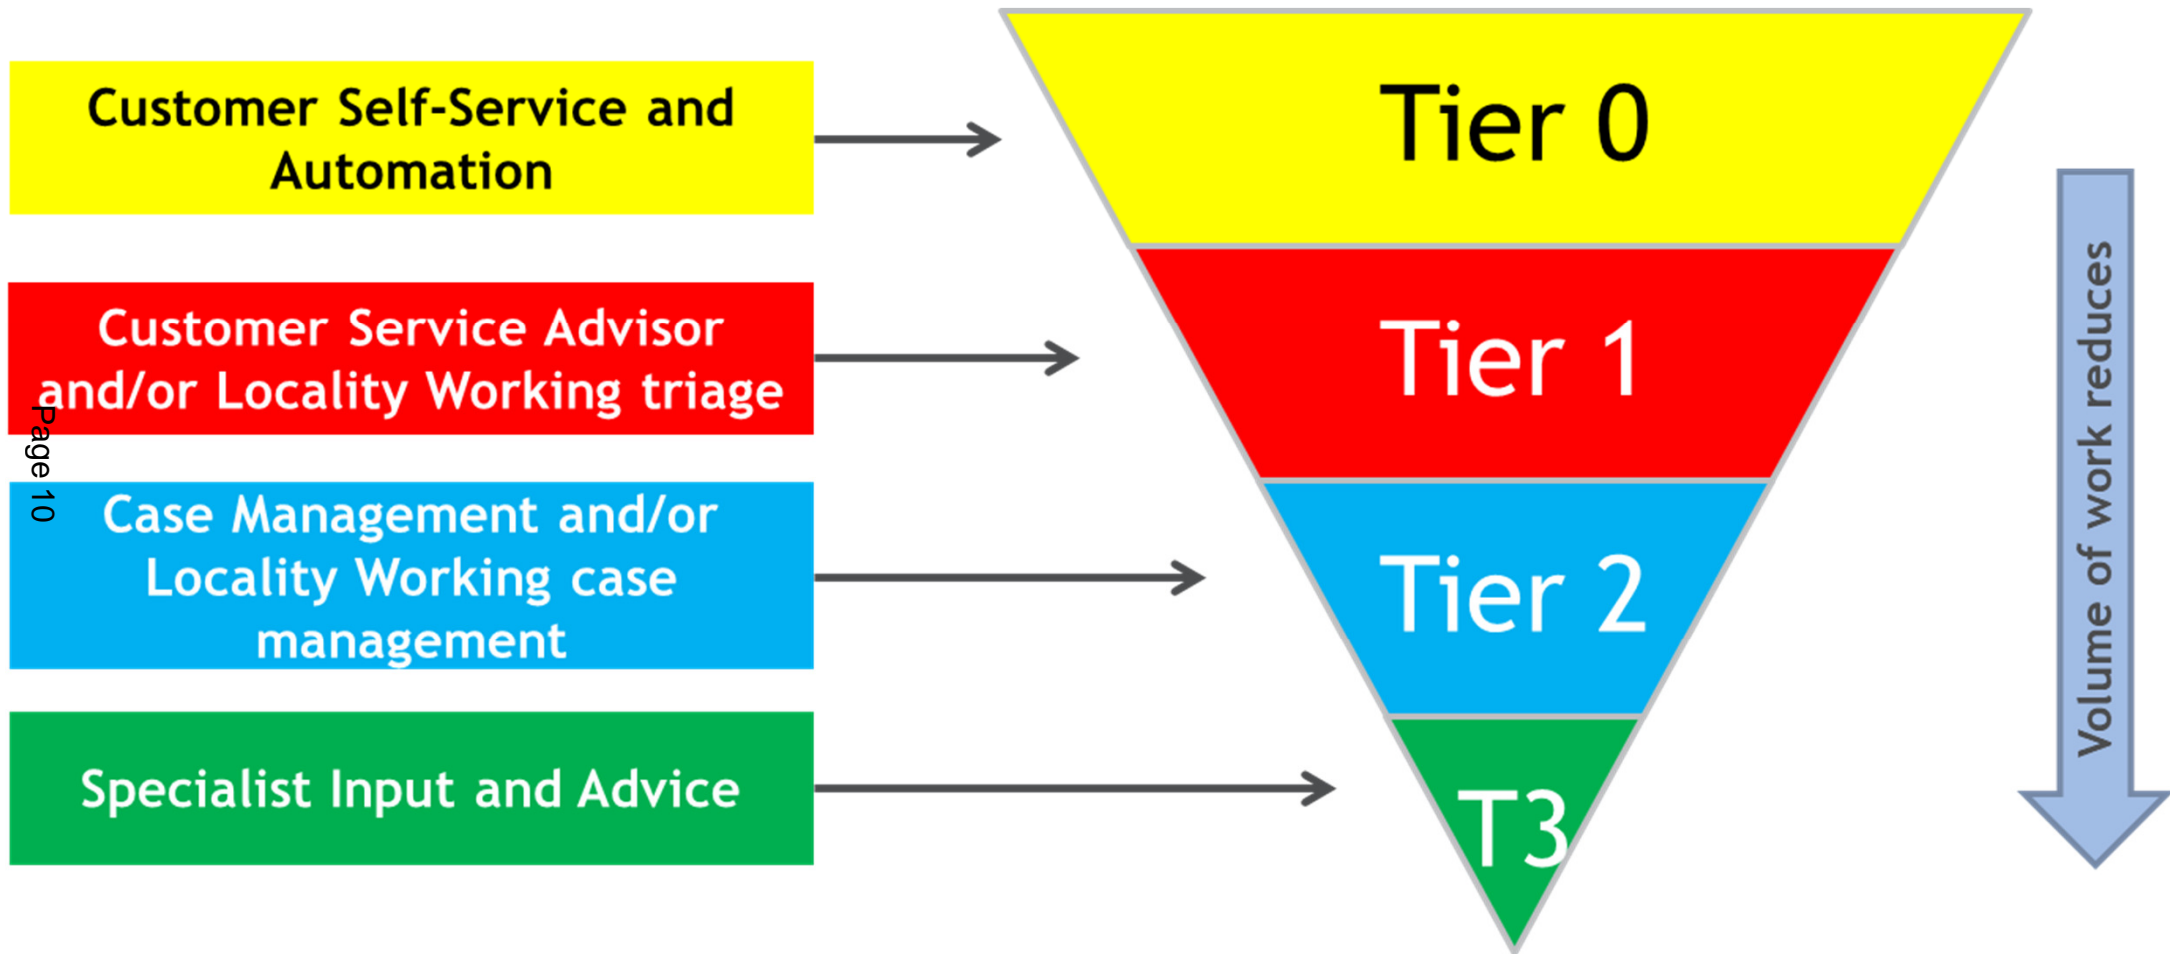 Customer Self-Service and
Automation
Tier 0
Customer Service Advisor
and/or Locality Working triage
Tier 1
Case Management and/or
Locality Working case
management
Tier 2
Specialist Input and Advice
T3
Volume of work reduces
Page 10